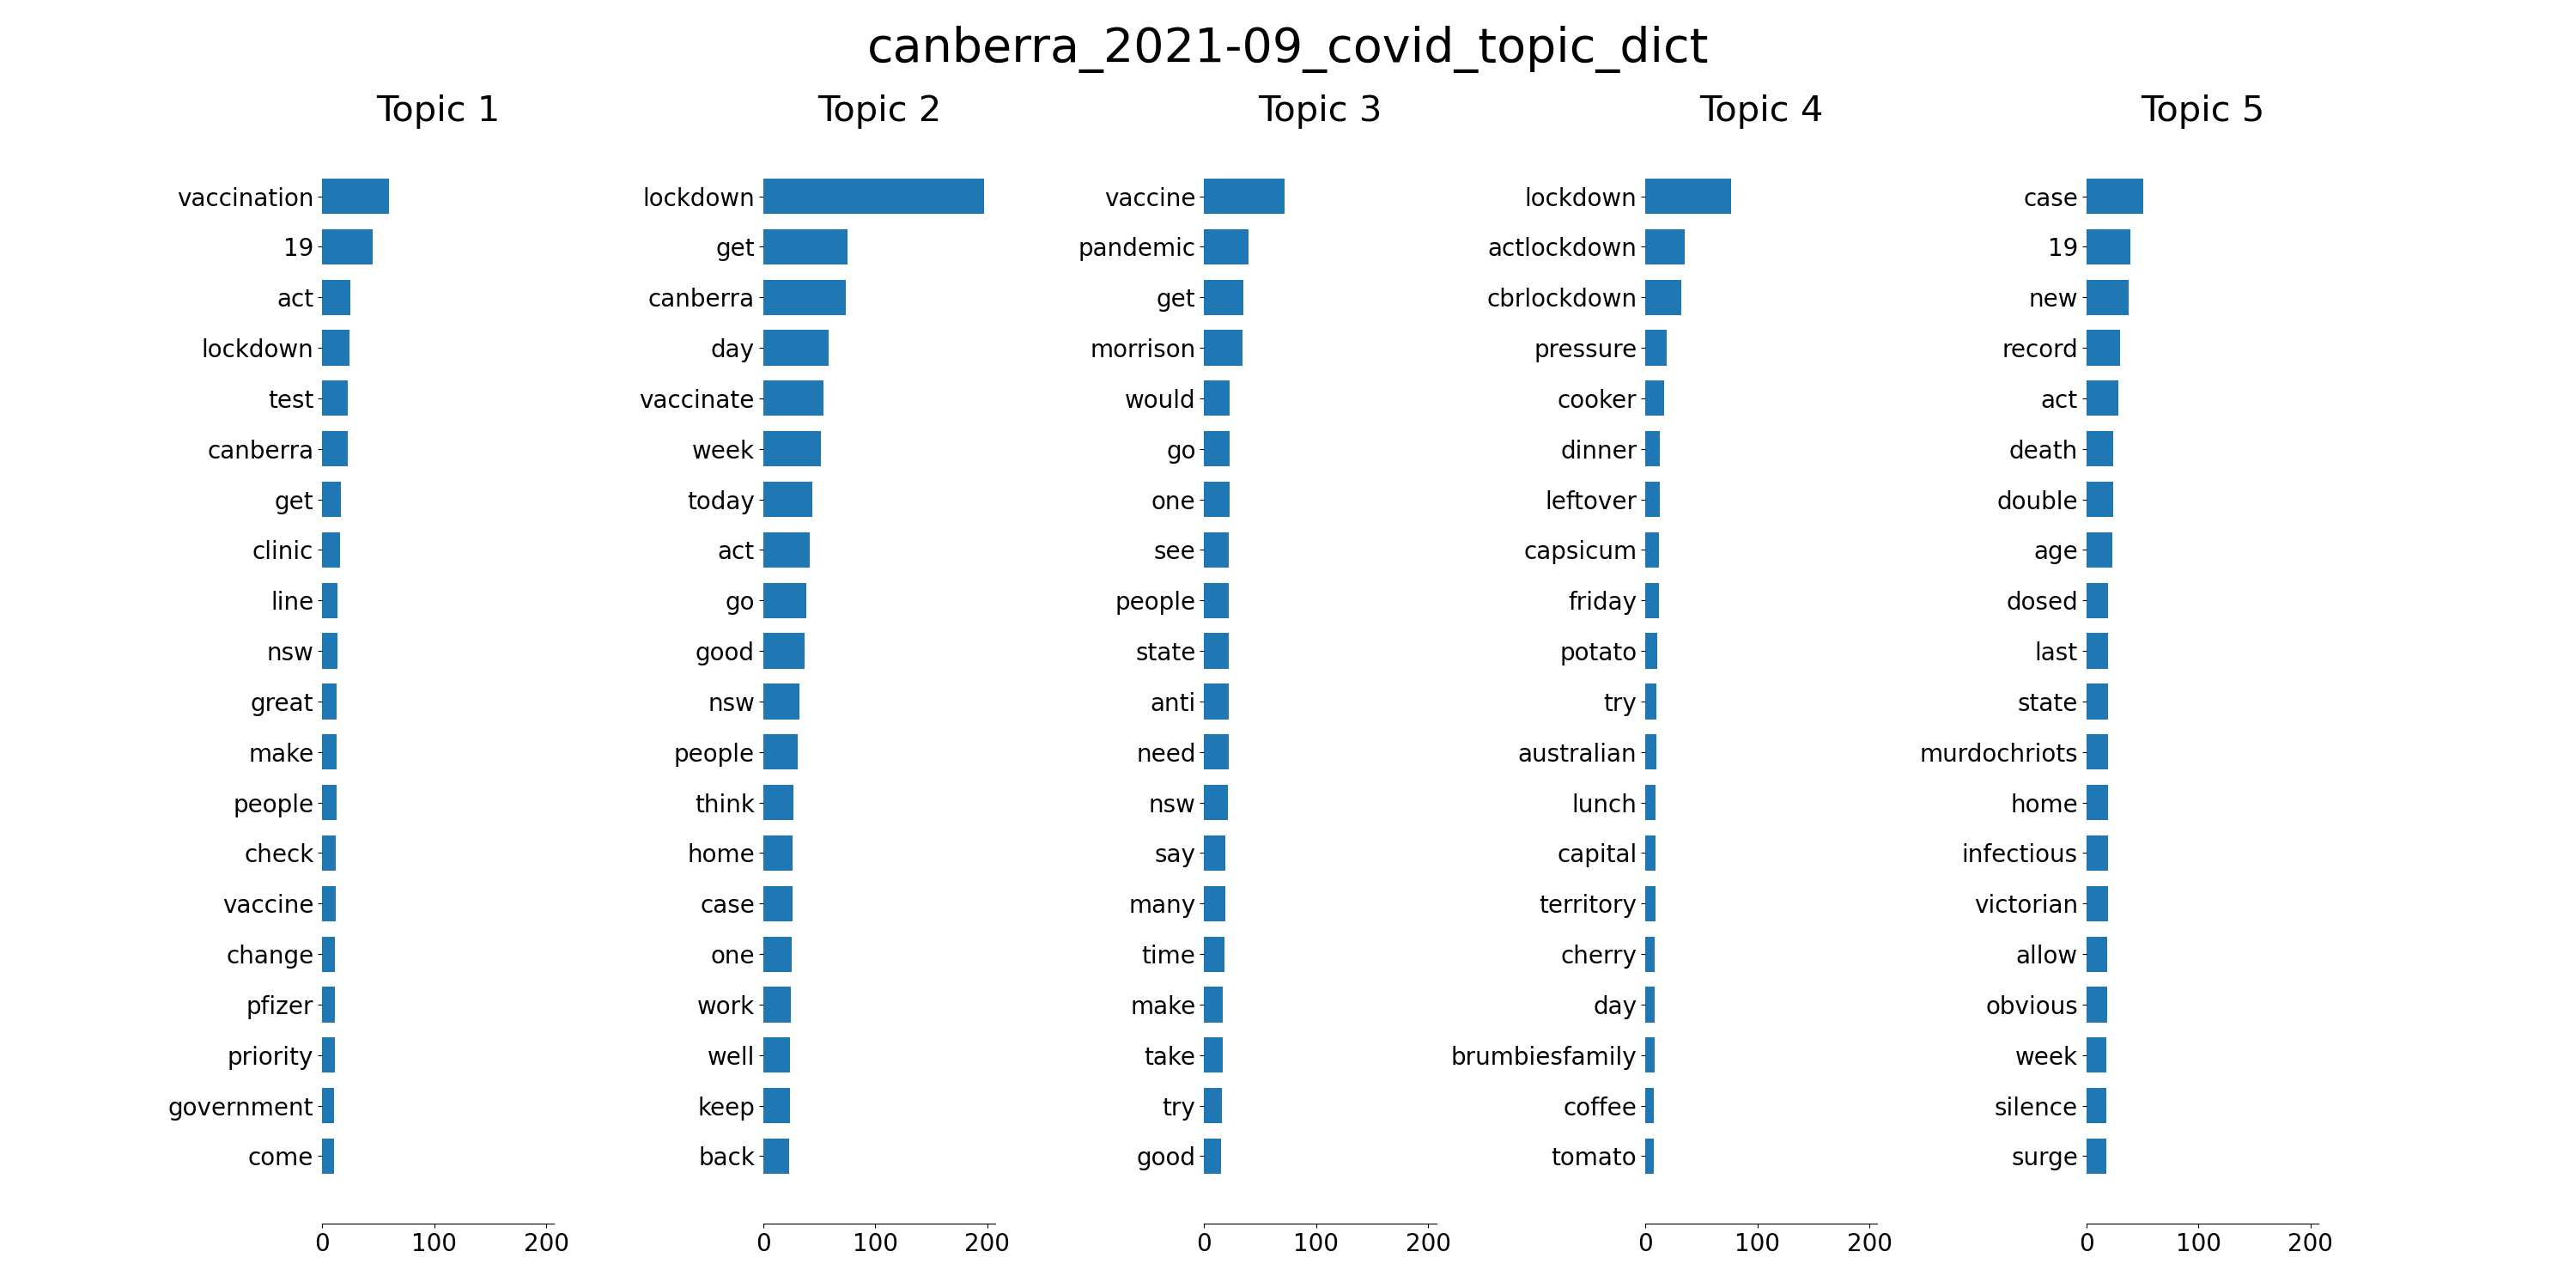 canberra_2021-09_covid_topic_dict
Topic 1
vaccination
19
act
lockdown
test
canberra
get
clinic
line
nsw
great
make
people
check
vaccine
change
pfizer
priority
government
come
0 100 200
Topic 2
lockdown
get
canberra
day
vaccinate
week
today
act
go
good
nsw
people
think
home
case
one
work
well
keep
back
0 100 200
Topic 3
vaccine
pandemic
get
morrison
would
go
one
see
people
state
anti
need
nsw
say
many
time
make
take
try
good
0 100 200
Topic 4
lockdown
actlockdown
cbrlockdown
pressure
cooker
dinner
leftover
capsicum
friday
potato
try
australian
lunch
capital
territory
cherry
day
brumbiesfamily
coffee
tomato
0 100 200
Topic 5
case
19
new
record
act
death
double
age
dosed
last
state
murdochriots
home
infectious
victorian
allow
obvious
week
silence
surge
0 100 200